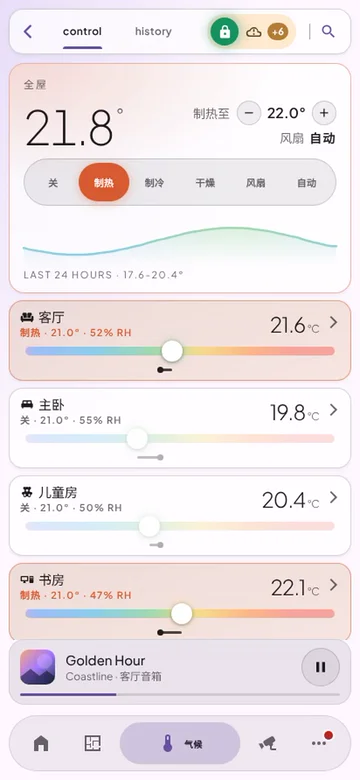 control
history
+6
全屋
21.8°
制热至
22.0°
风扇 自动
关 制热 制冷 干燥 风扇 自动
LAST 24 HOURS · 17.6–20.4°
客厅
制热 · 21.0° · 52% RH
21.6°C
主卧
关 · 21.0° · 55% RH
19.8°C
儿童房
关 · 21.0° · 50% RH
20.4°C
书房
制热 · 21.0° · 47% RH
22.1°C
Golden Hour
Coastline · 客厅音箱
气候